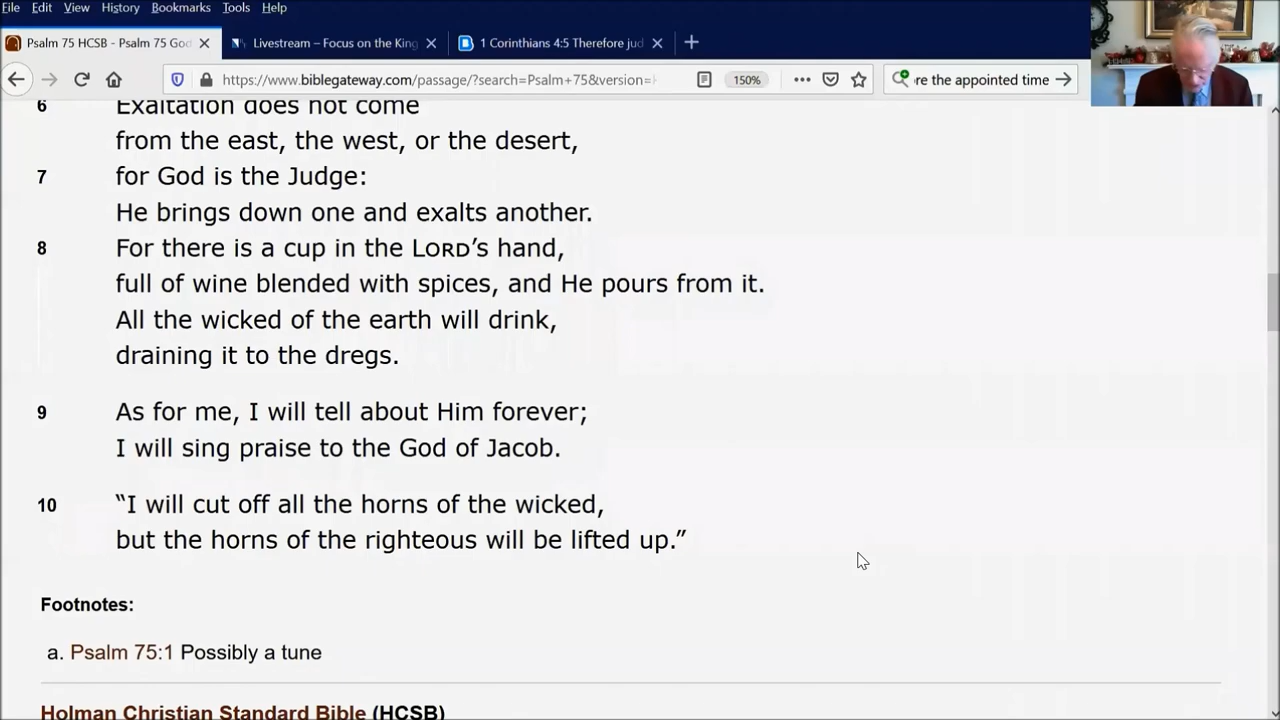 File Edit View History Bookmarks Tools Help
Psalm 75 HCSB - Psalm 75 God
Livestream – Focus on the King
1 Corinthians 4:5 Therefore jud
https://www.biblegateway.com/passage/?search=Psalm+75&version=
150%
re the appointed time
6 Exaltation does not come
from the east, the west, or the desert,
7 for God is the Judge:
He brings down one and exalts another.
8 For there is a cup in the LORD’s hand,
full of wine blended with spices, and He pours from it.
All the wicked of the earth will drink,
draining it to the dregs.
9 As for me, I will tell about Him forever;
I will sing praise to the God of Jacob.
10 “I will cut off all the horns of the wicked,
but the horns of the righteous will be lifted up.”
Footnotes:
a. Psalm 75:1 Possibly a tune
Holman Christian Standard Bible (HCSB)